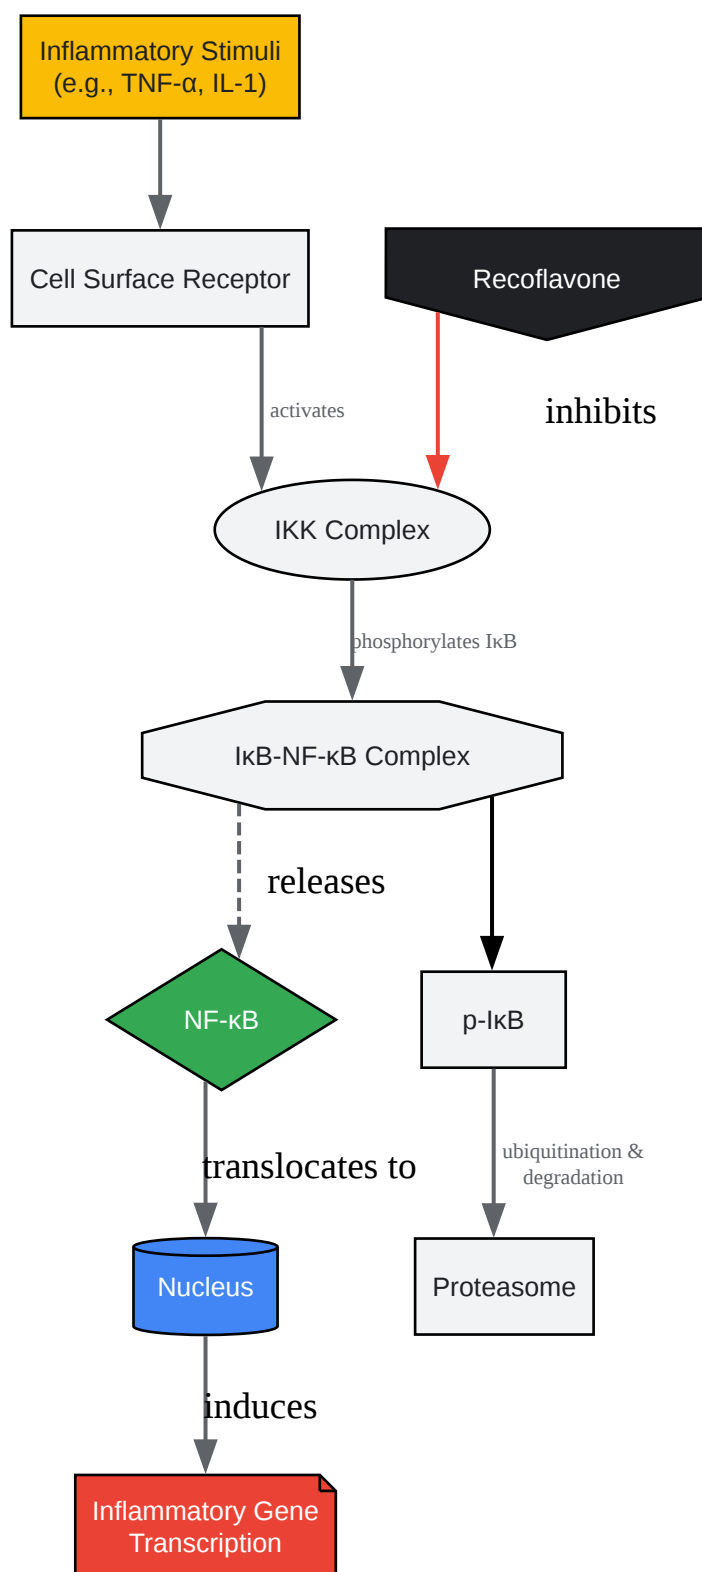 Inflammatory Stimuli
(e.g., TNF-α, IL-1)
Cell Surface Receptor
Recoflavone
activates
inhibits
IKK Complex
phosphorylates IκB
IκB-NF-κB Complex
releases
NF-κB
p-IκB
translocates to
ubiquitination &
degradation
Nucleus
Proteasome
induces
Inflammatory Gene
Transcription